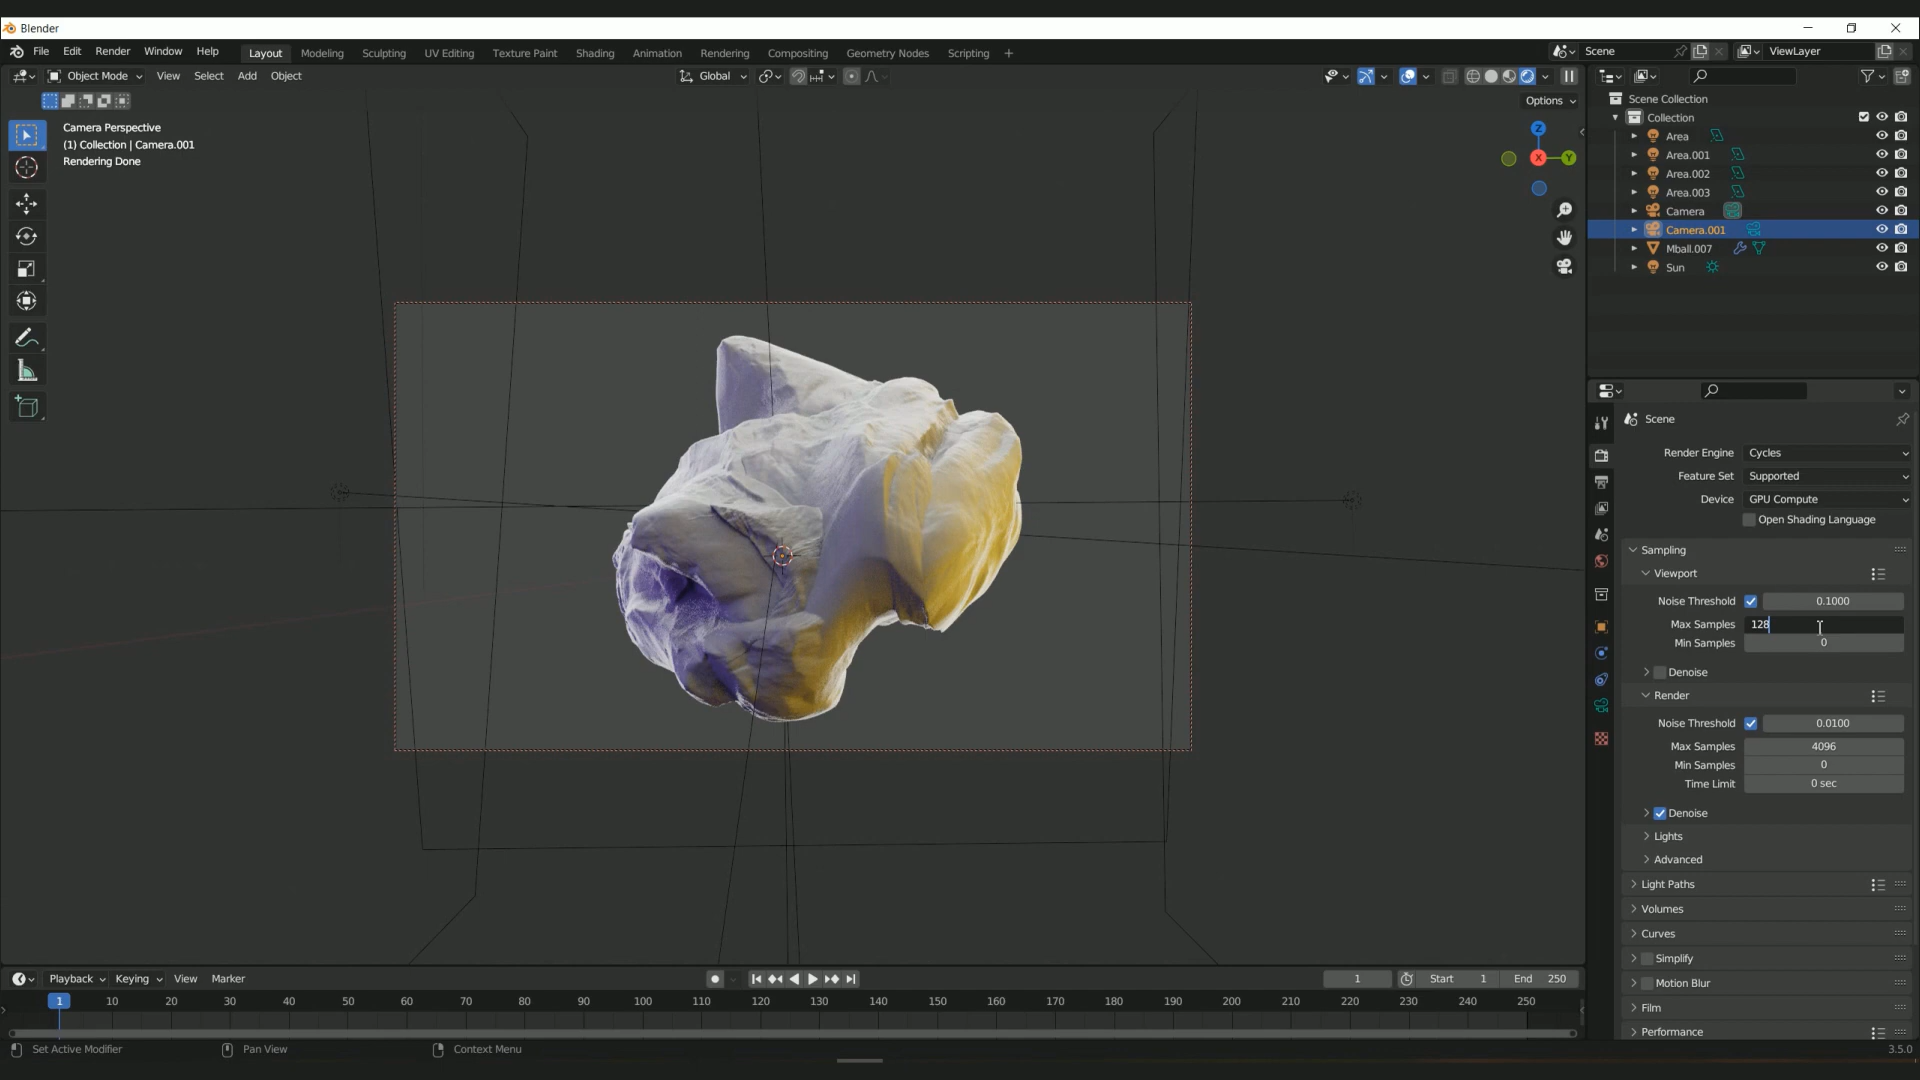 Blender
File Edit Render Window Help Layout Modeling Sculpting UV Editing Texture Paint Shading Animation Rendering Compositing Geometry Nodes Scripting + Scene ViewLayer
Object Mode View Select Add Object Global
Options
Camera Perspective
(1) Collection | Camera.001
Rendering Done
Z
X
Y
Scene Collection
Collection
Area
Area.001
Area.002
Area.003
Camera
Camera.001
Mball.007
Sun
Scene
Render Engine Cycles
Feature Set Supported
Device GPU Compute
Open Shading Language
Sampling
Viewport
Noise Threshold 0.1000
Max Samples 128
Min Samples 0
Denoise
Render
Noise Threshold 0.0100
Max Samples 4096
Min Samples 0
Time Limit 0 sec
Denoise
Lights
Advanced
Light Paths
Volumes
Curves
Simplify
Motion Blur
Film
Performance
Playback Keying View Marker 1 Start 1 End 250
1 10 20 30 40 50 60 70 80 90 100 110 120 130 140 150 160 170 180 190 200 210 220 230 240 250
Set Active Modifier Pan View Context Menu 3.5.0